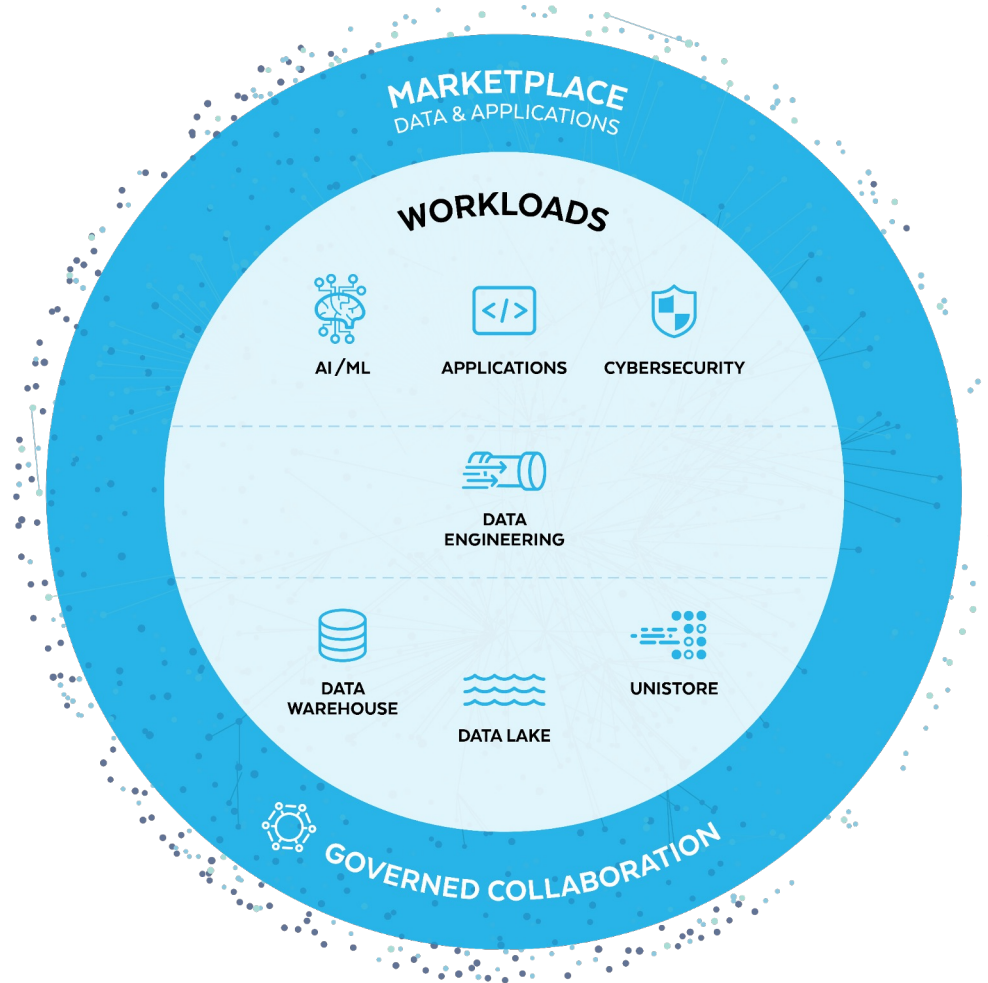 MARKETPLACE
DATA & APPLICATIONS
WORKLOADS
</>
AI/ML
APPLICATIONS
CYBERSECURITY
DATA
ENGINEERING
DATA
WAREHOUSE
DATA LAKE
UNISTORE
GOVERNED COLLABORATION